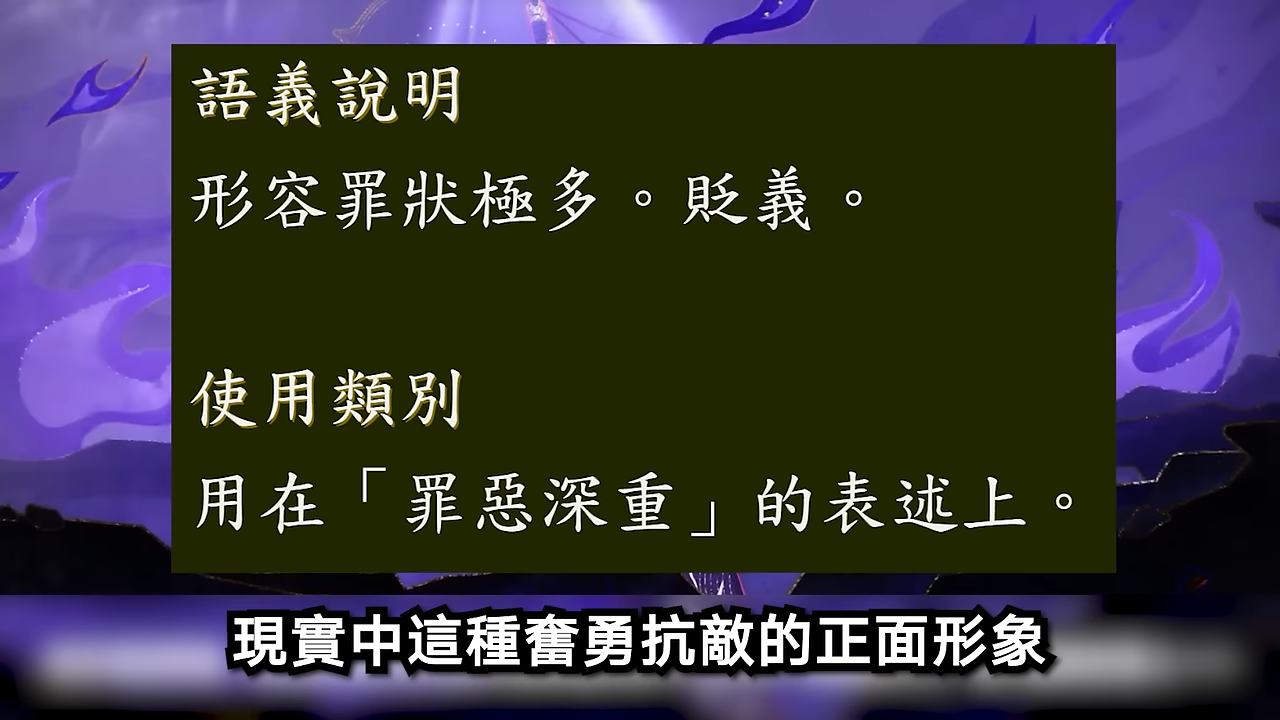 語義說明
形容罪狀極多。貶義。
使用類別
用在「罪惡深重」的表述上。
現實中這種奮勇抗敵的正面形象